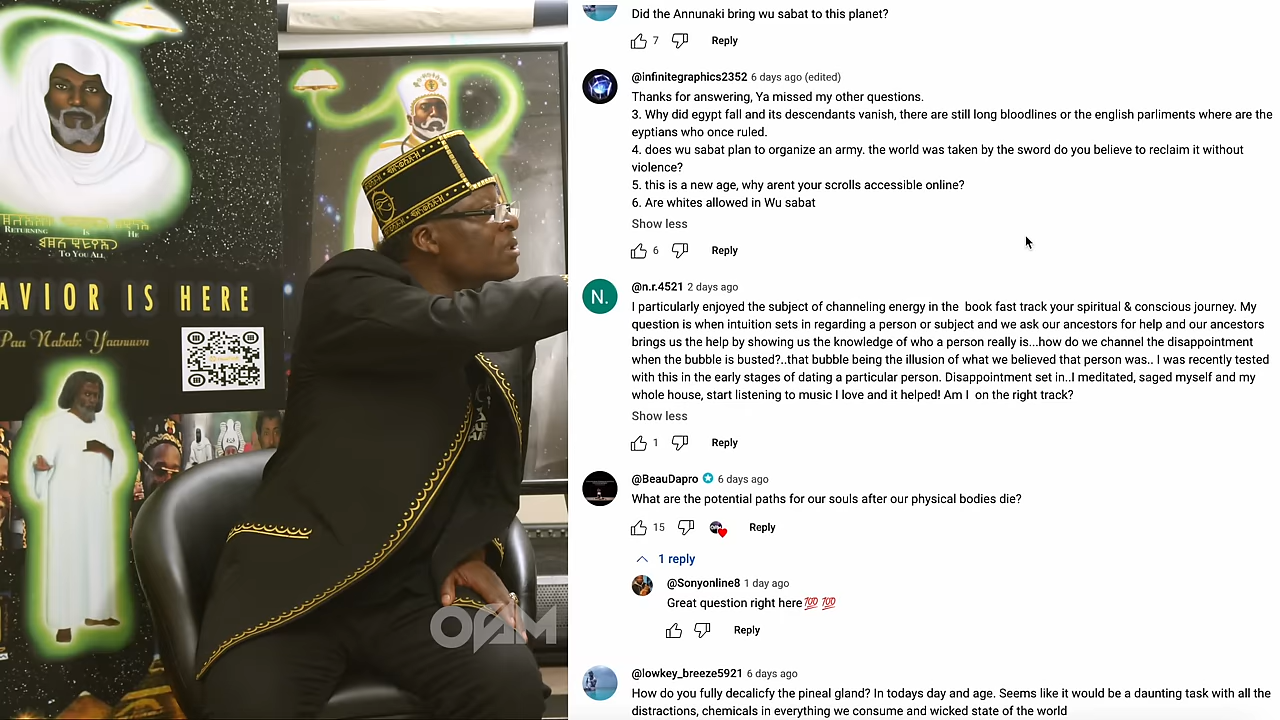 RETURNING IS HE
TO YOU ALL
AVIOR IS HERE
Paa Nabab: Yaanuwn
OGM
Did the Annunaki bring wu sabat to this planet?
7 Reply
@infinitegraphics2352 6 days ago (edited)
Thanks for answering, Ya missed my other questions.
3. Why did egypt fall and its descendants vanish, there are still long bloodlines or the english parliments where are the
eyptians who once ruled.
4. does wu sabat plan to organize an army. the world was taken by the sword do you believe to reclaim it without
violence?
5. this is a new age, why arent your scrolls accessible online?
6. Are whites allowed in Wu sabat
Show less
6 Reply
N.
@n.r.4521 2 days ago
I particularly enjoyed the subject of channeling energy in the book fast track your spiritual & conscious journey. My
question is when intuition sets in regarding a person or subject and we ask our ancestors for help and our ancestors
brings us the help by showing us the knowledge of who a person really is...how do we channel the disappointment
when the bubble is busted?..that bubble being the illusion of what we believed that person was.. I was recently tested
with this in the early stages of dating a particular person. Disappointment set in..I meditated, saged myself and my
whole house, start listening to music I love and it helped! Am I on the right track?
Show less
1 Reply
@BeauDapro 6 days ago
What are the potential paths for our souls after our physical bodies die?
15 Reply
1 reply
@Sonyonline8 1 day ago
Great question right here💯 💯
Reply
@lowkey_breeze5921 6 days ago
How do you fully decalicfy the pineal gland? In todays day and age. Seems like it would be a daunting task with all the
distractions, chemicals in everything we consume and wicked state of the world